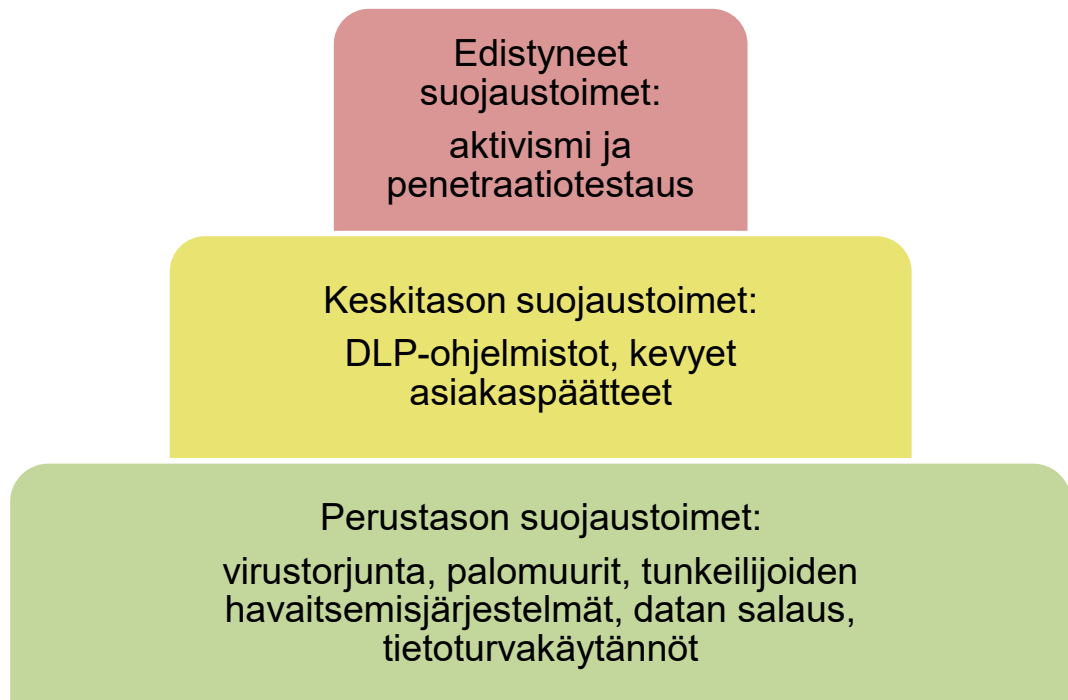 Edistyneet
suojaustoimet:
aktivismi ja
penetraatiotestaus
Keskitason suojaustoimet:
DLP-ohjelmistot, kevyet
asiakaspäätteet
Perustason suojaustoimet:
virustorjunta, palomuurit, tunkeilijoiden
havaitsemisjärjestelmät, datan salaus,
tietoturvakäytännöt